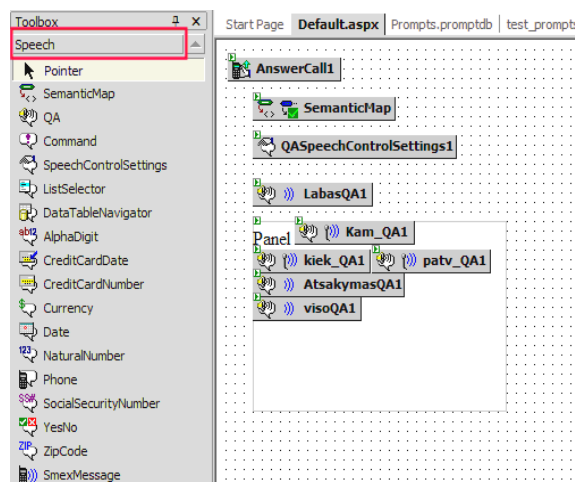 Toolbox
Start Page Default.aspx Prompts.promptdb test_prompts
Speech
Pointer
SemanticMap
QA
Command
SpeechControlSettings
ListSelector
DataTableNavigator
AlphaDigit
CreditCardDate
CreditCardNumber
Currency
Date
NaturalNumber
Phone
SocialSecurityNumber
YesNo
ZipCode
SmexMessage
AnswerCall1
SemanticMap
QASpeechControlSettings1
LabasQA1
Panel Kam_QA1
kiek_QA1 patv_QA1
AtsakymasQA1
visoQA1